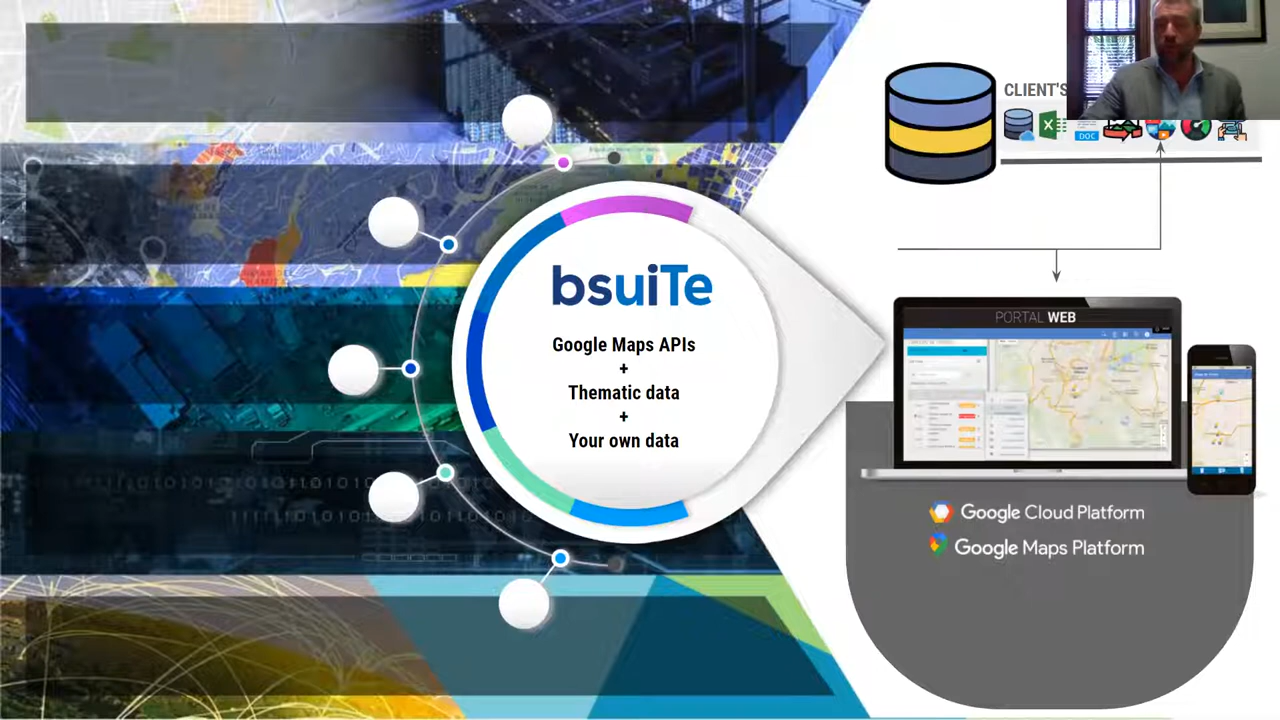 CLIENT'S
DOC
bsuiTe
Google Maps APIs
+
Thematic data
+
Your own data
PORTAL WEB
Google Cloud Platform
Google Maps Platform